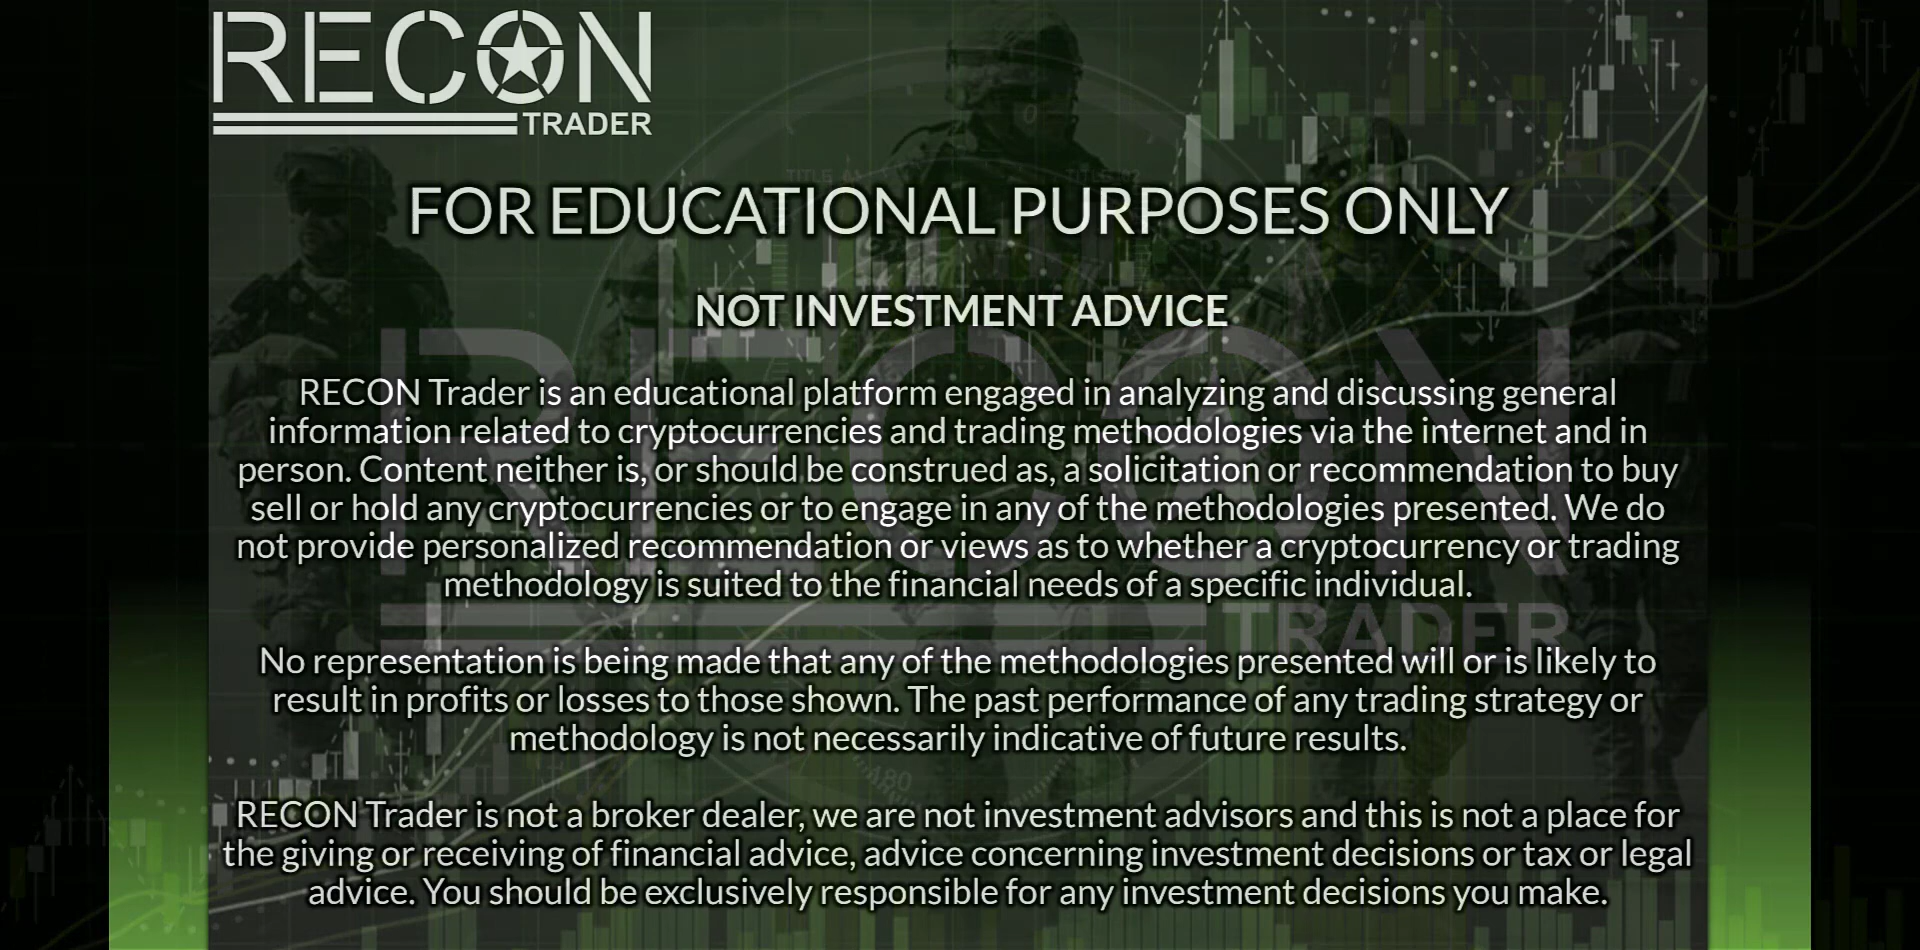 RECON
TRADER
FOR EDUCATIONAL PURPOSES ONLY
NOT INVESTMENT ADVICE
RECON Trader is an educational platform engaged in analyzing and discussing general
information related to cryptocurrencies and trading methodologies via the internet and in
person. Content neither is, or should be construed as, a solicitation or recommendation to buy
sell or hold any cryptocurrencies or to engage in any of the methodologies presented. We do
not provide personalized recommendation or views as to whether a cryptocurrency or trading
methodology is suited to the financial needs of a specific individual.
RECON
TRADER
No representation is being made that any of the methodologies presented will or is likely to
result in profits or losses to those shown. The past performance of any trading strategy or
methodology is not necessarily indicative of future results.
180
RECON Trader is not a broker dealer, we are not investment advisors and this is not a place for
the giving or receiving of financial advice, advice concerning investment decisions or tax or legal
advice. You should be exclusively responsible for any investment decisions you make.